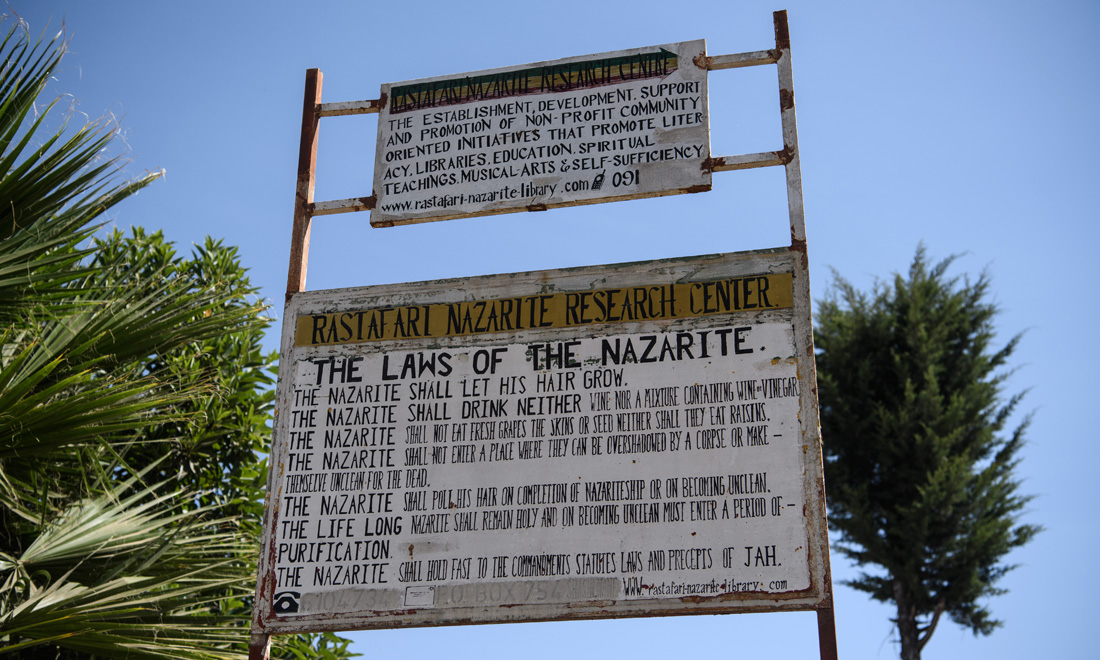 RASTAFARI NAZARITE RESEARCH CENTRE
THE ESTABLISHMENT, DEVELOPMENT, SUPPORT
AND PROMOTION OF NON-PROFIT COMMUNITY
ORIENTED INITIATIVES THAT PROMOTE LITER
ACY, LIBRARIES, EDUCATION, SPIRITUAL
TEACHINGS, MUSICAL-ARTS & SELF-SUFFICIENCY
www.rastafari-nazarite-library.com 091
RASTAFARI NAZARITE RESEARCH CENTER.
THE LAWS OF THE NAZARITE.
THE NAZARITE SHALL LET HIS HAIR GROW.
THE NAZARITE SHALL DRINK NEITHER WINE NOR A MIXTURE CONTAINING WINE-VINEGAR
THE NAZARITE SHALL NOT EAT FRESH GRAPES THE SKINS OR SEED NEITHER SHALL THEY EAT RAISINS.
THE NAZARITE SHALL NOT ENTER A PLACE WHERE THEY CAN BE OVERSHADOWED BY A CORPSE OR MAKE –
THEMSELVE UNCLEAN FOR THE DEAD.
THE NAZARITE SHALL POLL HIS HAIR ON COMPLETION OF NAZARITESHIP OR ON BECOMING UNCLEAN.
THE LIFE LONG NAZARITE SHALL REMAIN HOLY AND ON BECOMING UNCLEAN MUST ENTER A PERIOD OF –
PURIFICATION.
THE NAZARITE SHALL HOLD FAST TO THE COMMANDMENTS STATUTES LAWS AND PRECEPTS OF JAH.
P.O. BOX 754 WWW.rastafari-nazarite-library.com